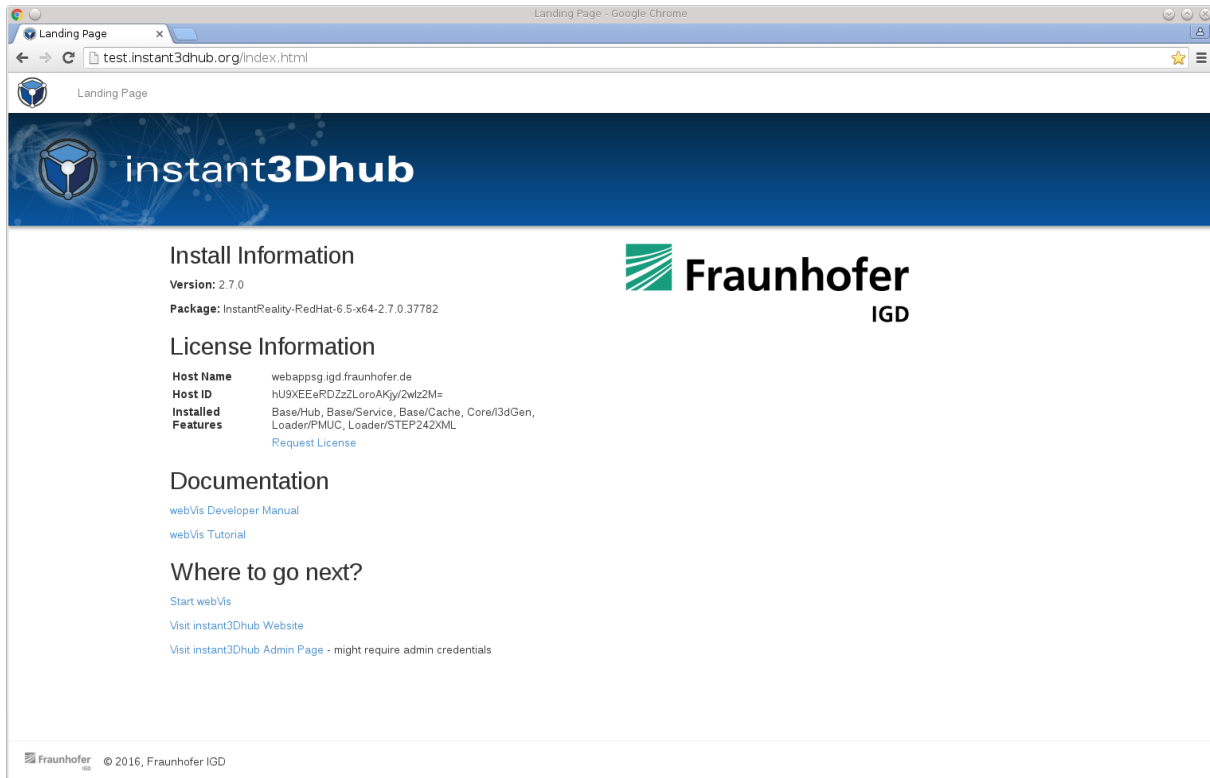 Landing Page - Google Chrome
Landing Page
test.instant3dhub.org/index.html
Landing Page
instant3Dhub
Install Information
Version: 2.7.0
Package: InstantReality-RedHat-6.5-x64-2.7.0.37782
Fraunhofer
IGD
License Information
Host Name webappsg.igd.fraunhofer.de
Host ID hU9XEEeRDZzZLoroAKjy/2wlz2M=
Installed Features Base/Hub, Base/Service, Base/Cache, Core/I3dGen,
Loader/PMUC, Loader/STEP242XML
Request License
Documentation
webVis Developer Manual
webVis Tutorial
Where to go next?
Start webVis
Visit instant3Dhub Website
Visit instant3Dhub Admin Page - might require admin credentials
Fraunhofer
IGD
© 2016, Fraunhofer IGD